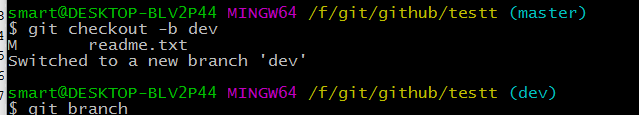 smart@DESKTOP-BLV2P44 MINGW64 /f/git/github/testt (master)
$ git checkout -b dev
M       readme.txt
Switched to a new branch 'dev'
smart@DESKTOP-BLV2P44 MINGW64 /f/git/github/testt (dev)
$ git branch